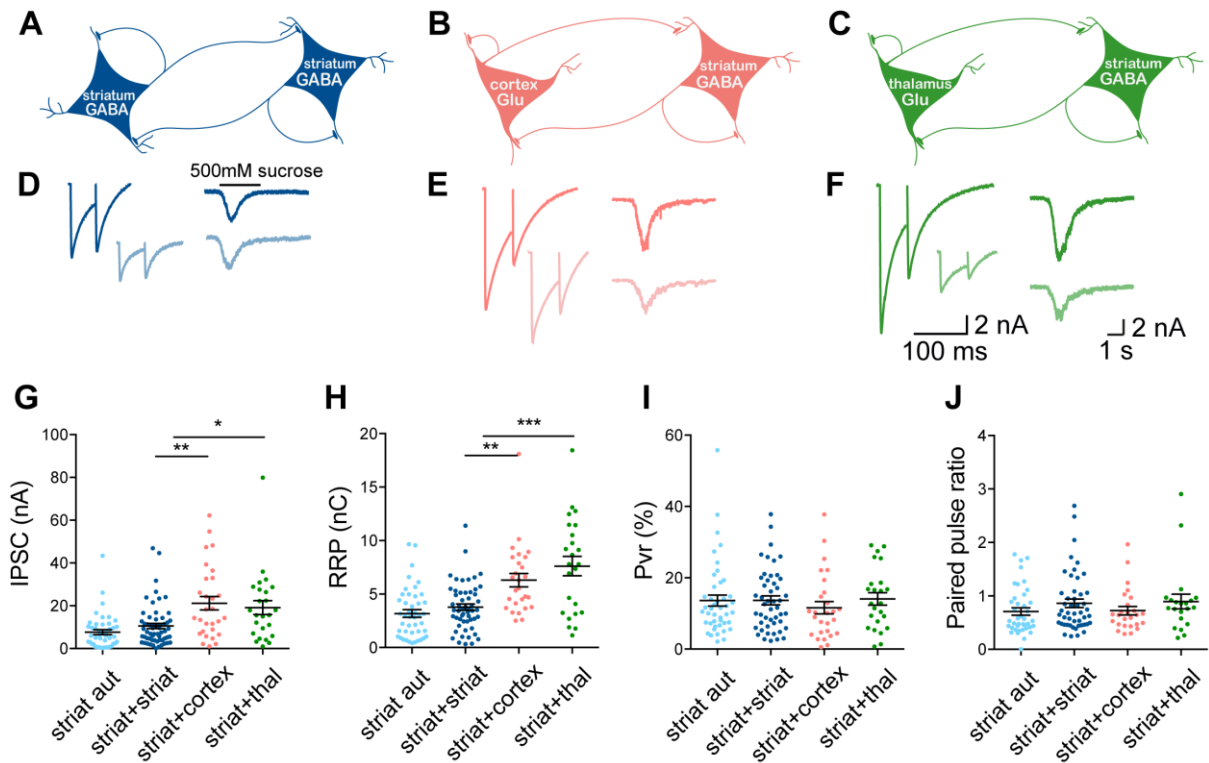 A
striatum
GABA
striatum
GABA
B
cortex
Glu
striatum
GABA
C
thalamus
Glu
striatum
GABA
D
500mM sucrose
E
F
2 nA
100 ms
2 nA
1 s
G
IPSC (nA)
100
80
60
40
20
0
**
*
striat aut
striat+striat
striat+cortex
striat+thal
H
RRP (nC)
20
15
10
5
0
**
***
striat aut
striat+striat
striat+cortex
striat+thal
I
Pvr (%)
60
40
20
0
striat aut
striat+striat
striat+cortex
striat+thal
J
Paired pulse ratio
4
3
2
1
0
striat aut
striat+striat
striat+cortex
striat+thal